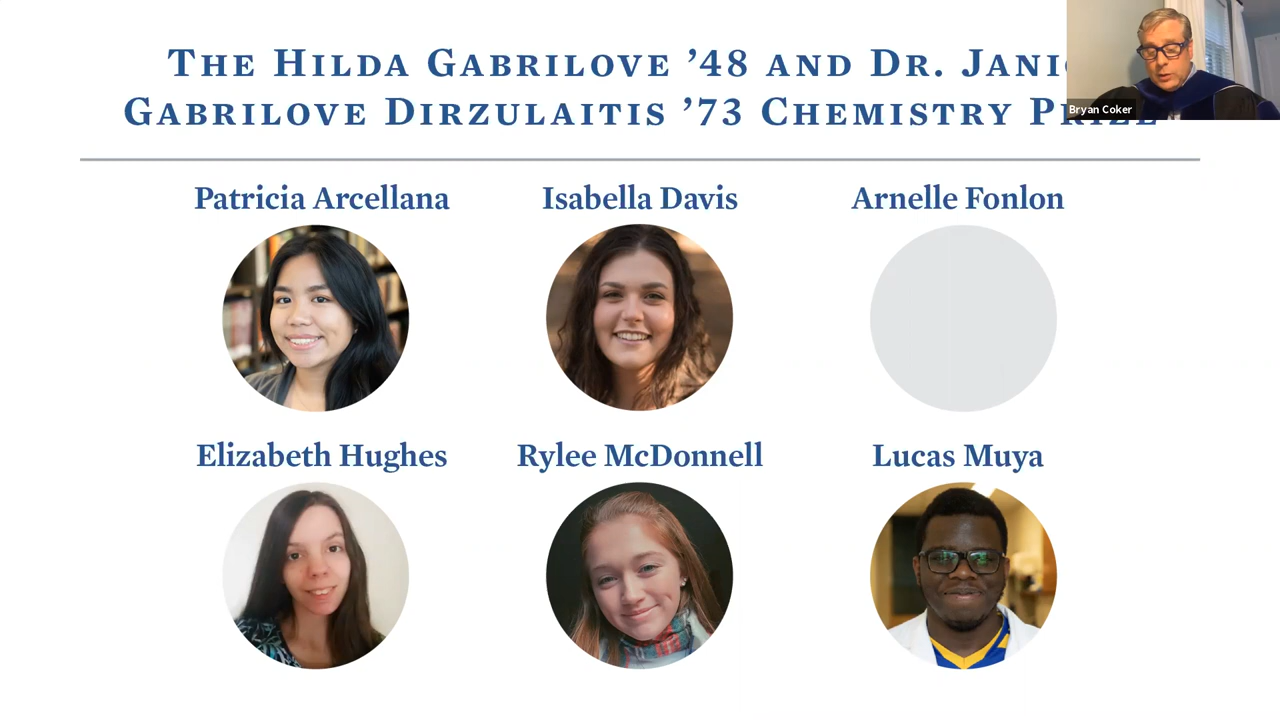 THE HILDA GABRILOVE ’48 AND DR.
GABRILOVE DIRZULAITIS ’73 CHEMISTRY PRIZE
Bryan Coker
Patricia Arcellana
Isabella Davis
Arnelle Fonlon
Elizabeth Hughes
Rylee McDonnell
Lucas Muya